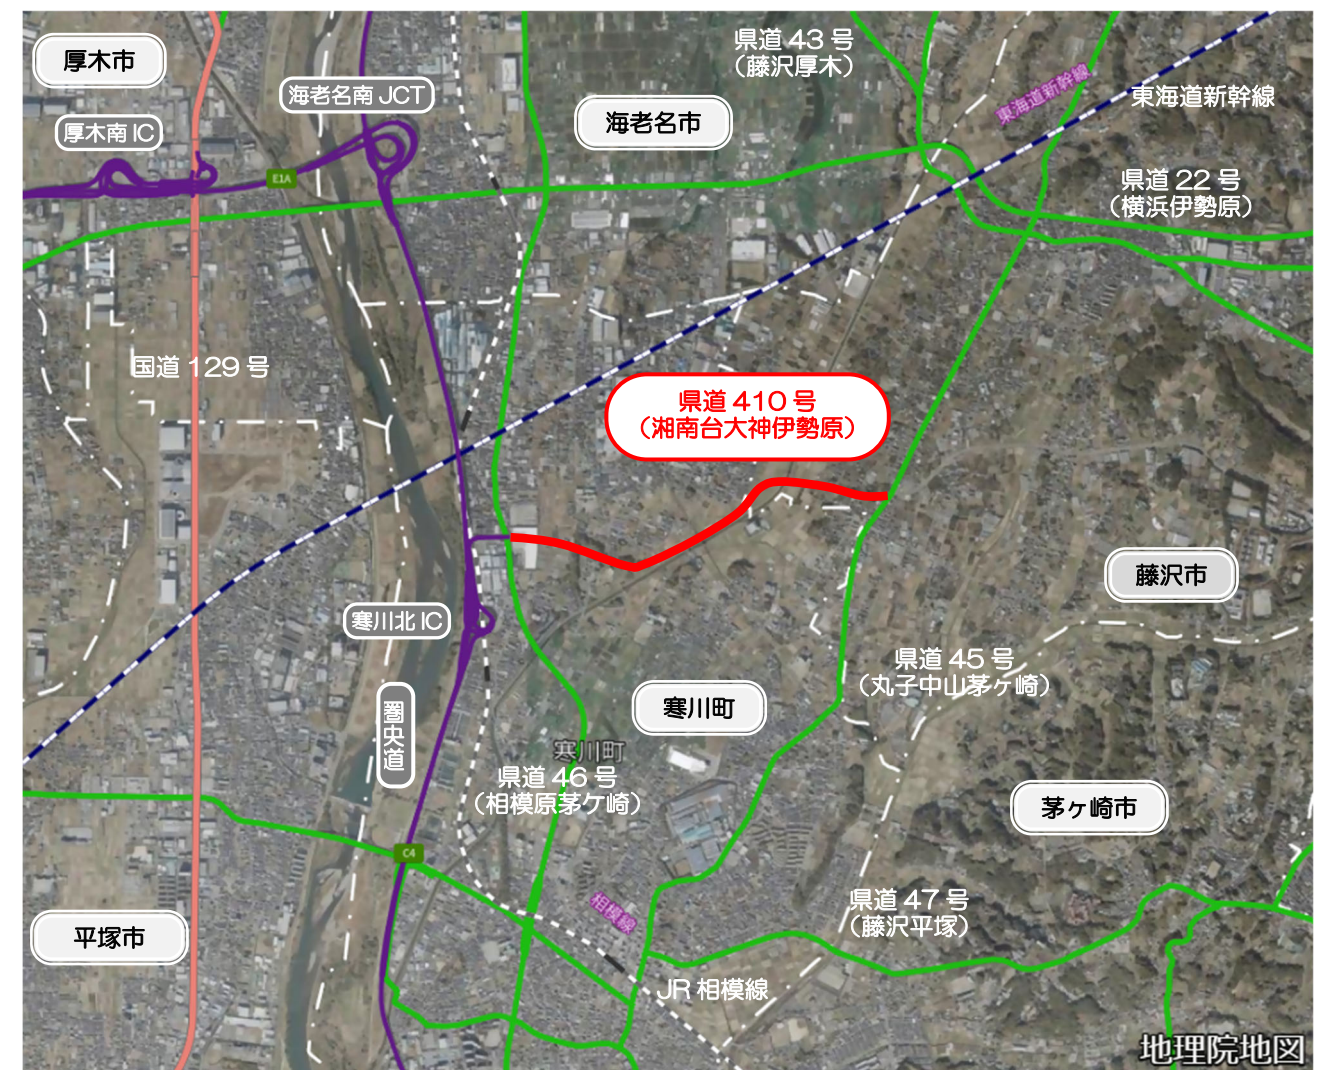 厚木市
海老名南 JCT
厚木南 IC
E1A
県道 43 号
（藤沢厚木）
海老名市
東海道新幹線
東海道新幹線
県道 22 号
（横浜伊勢原）
国道 129 号
県道 410 号
（湘南台大神伊勢原）
藤沢市
寒川北 IC
県道 45 号
（丸子中山茅ヶ崎）
圏央道
寒川町
寒川町
県道 46 号
（相模原茅ケ崎）
茅ヶ崎市
C4
相模線
県道 47 号
（藤沢平塚）
平塚市
JR 相模線
地理院地図